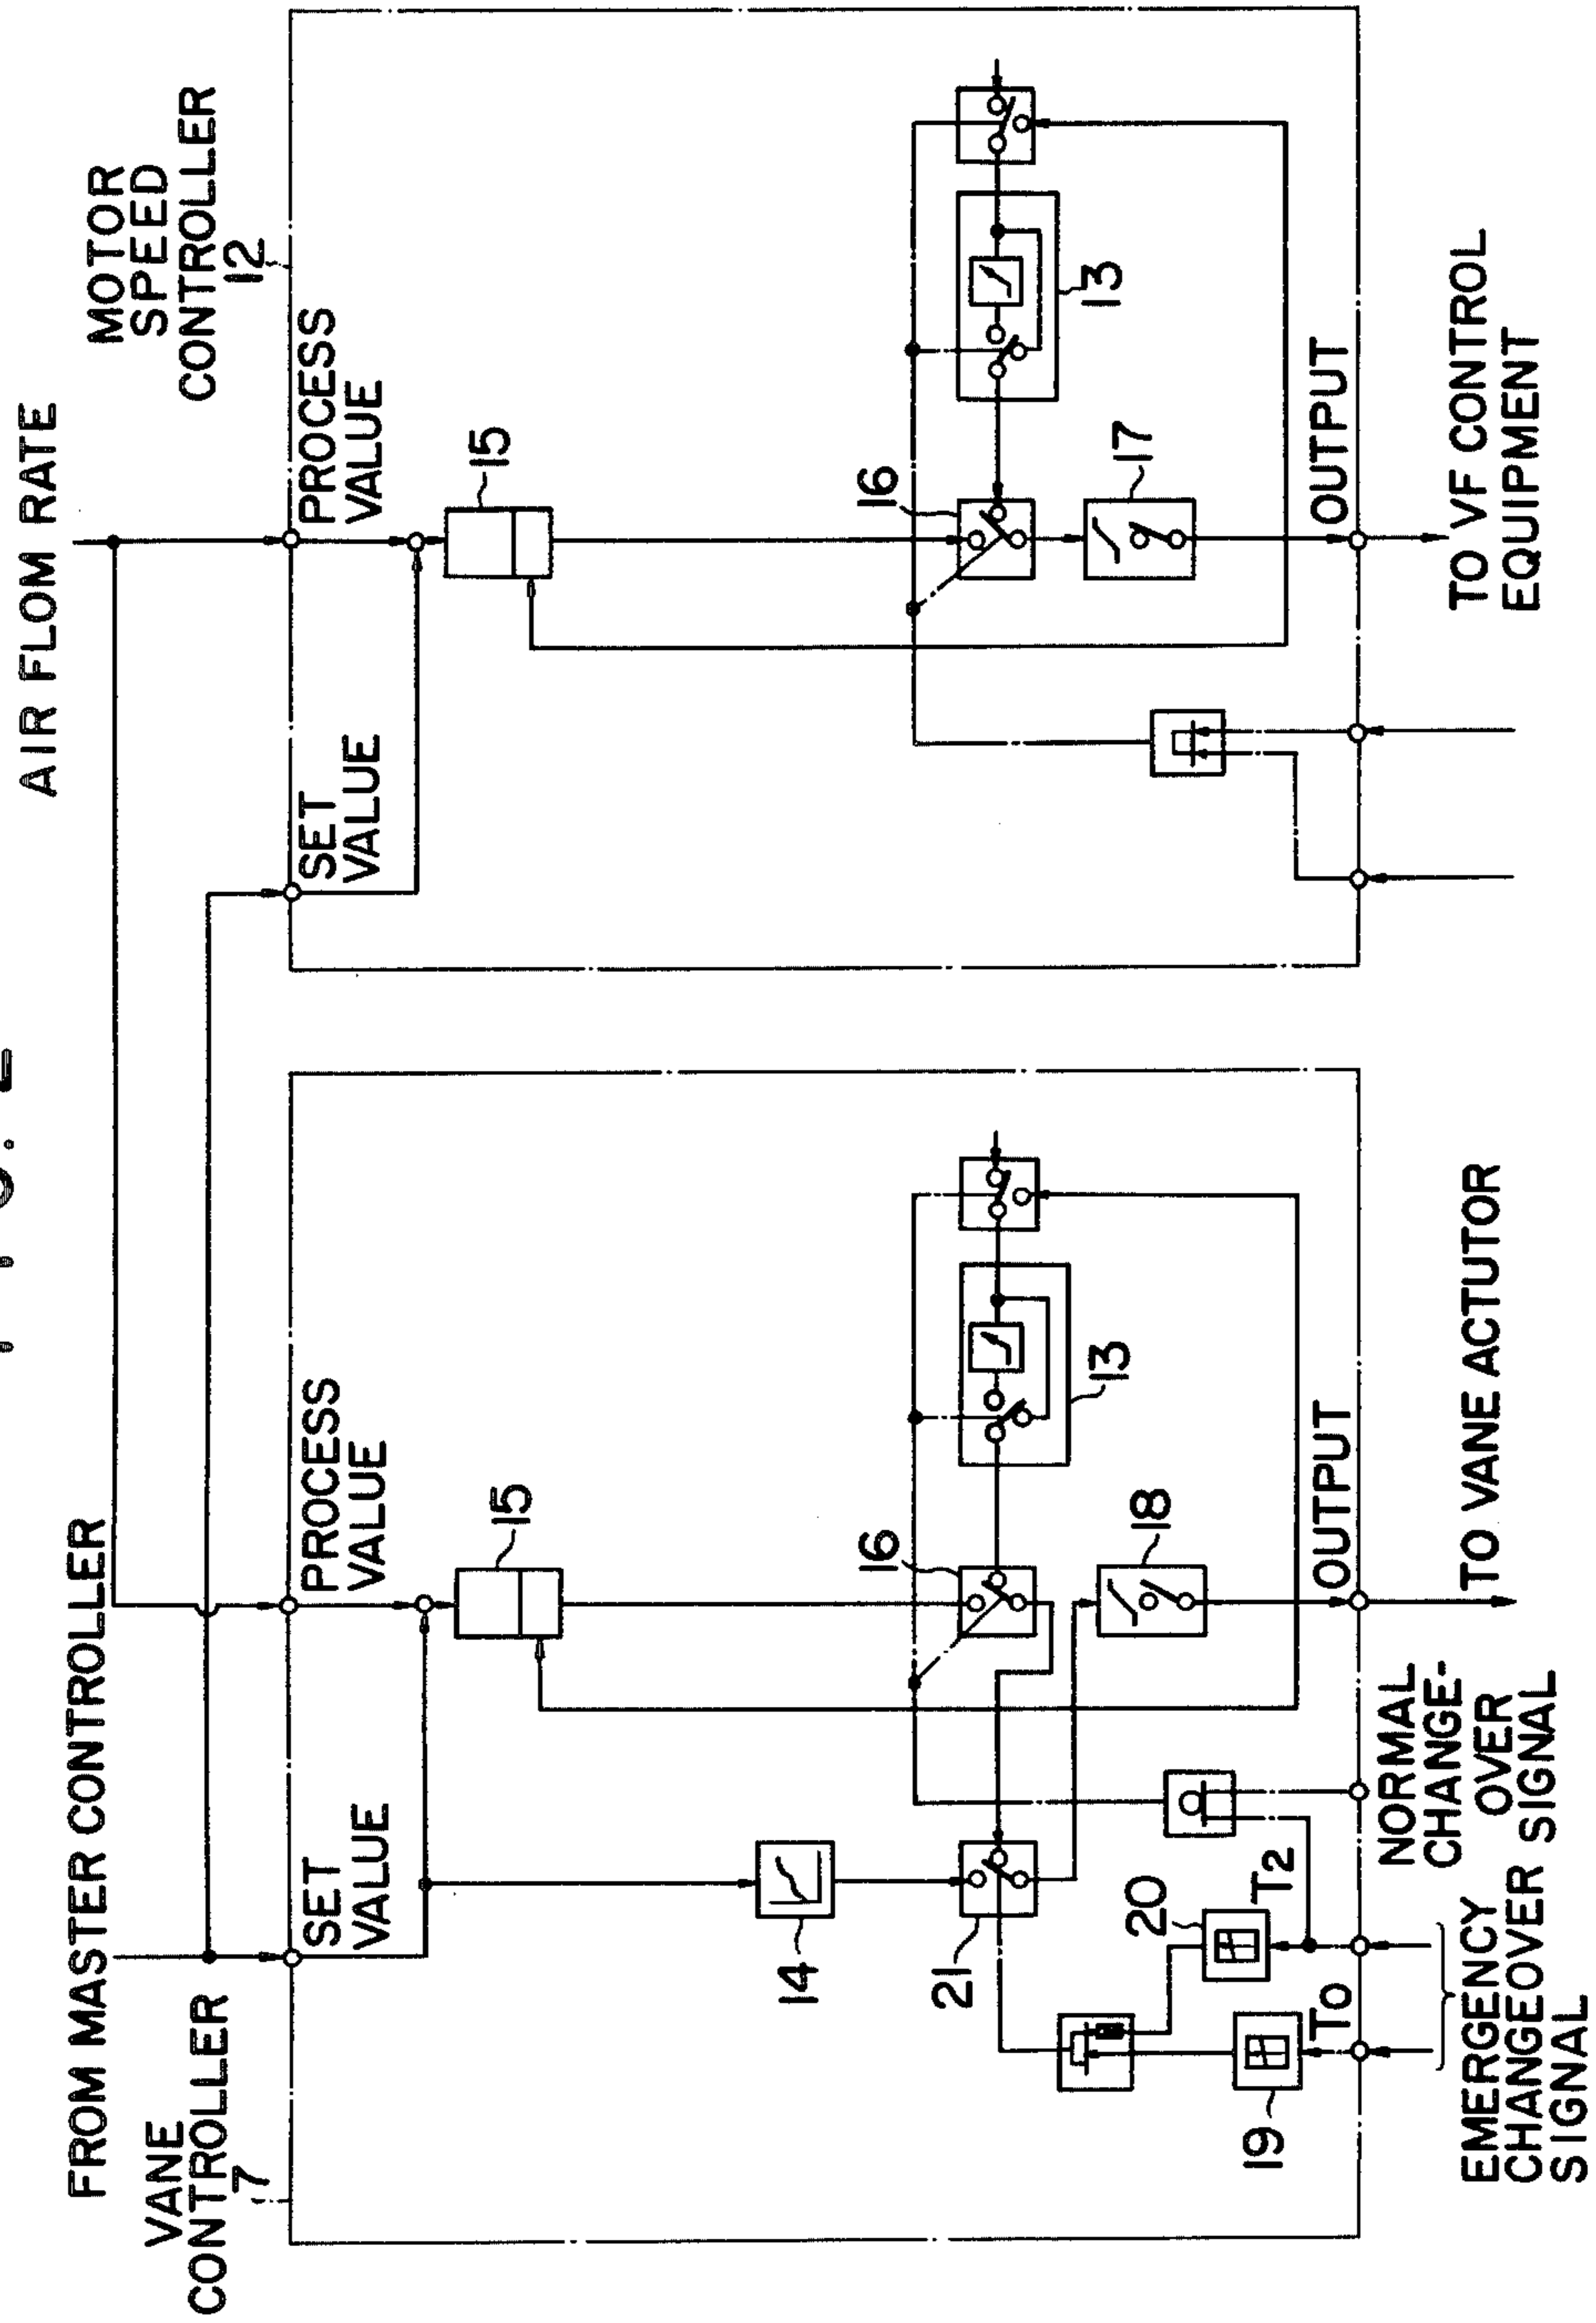 AIR FLOM RATE
FROM MASTER CONTROLLER
VANE
CONTROLLER
7
MOTOR
SPEED
CONTROLLER
12
SET
VALUE
PROCESS
VALUE
SET
VALUE
PROCESS
VALUE
15
15
14
16
13
16
13
21
20
18
17
19
T0
T2
OUTPUT
OUTPUT
NORMAL
CHANGE-
OVER
SIGNAL
EMERGENCY
CHANGEOVER
SIGNAL
TO VANE ACTUTOR
TO VF CONTROL
EQUIPMENT